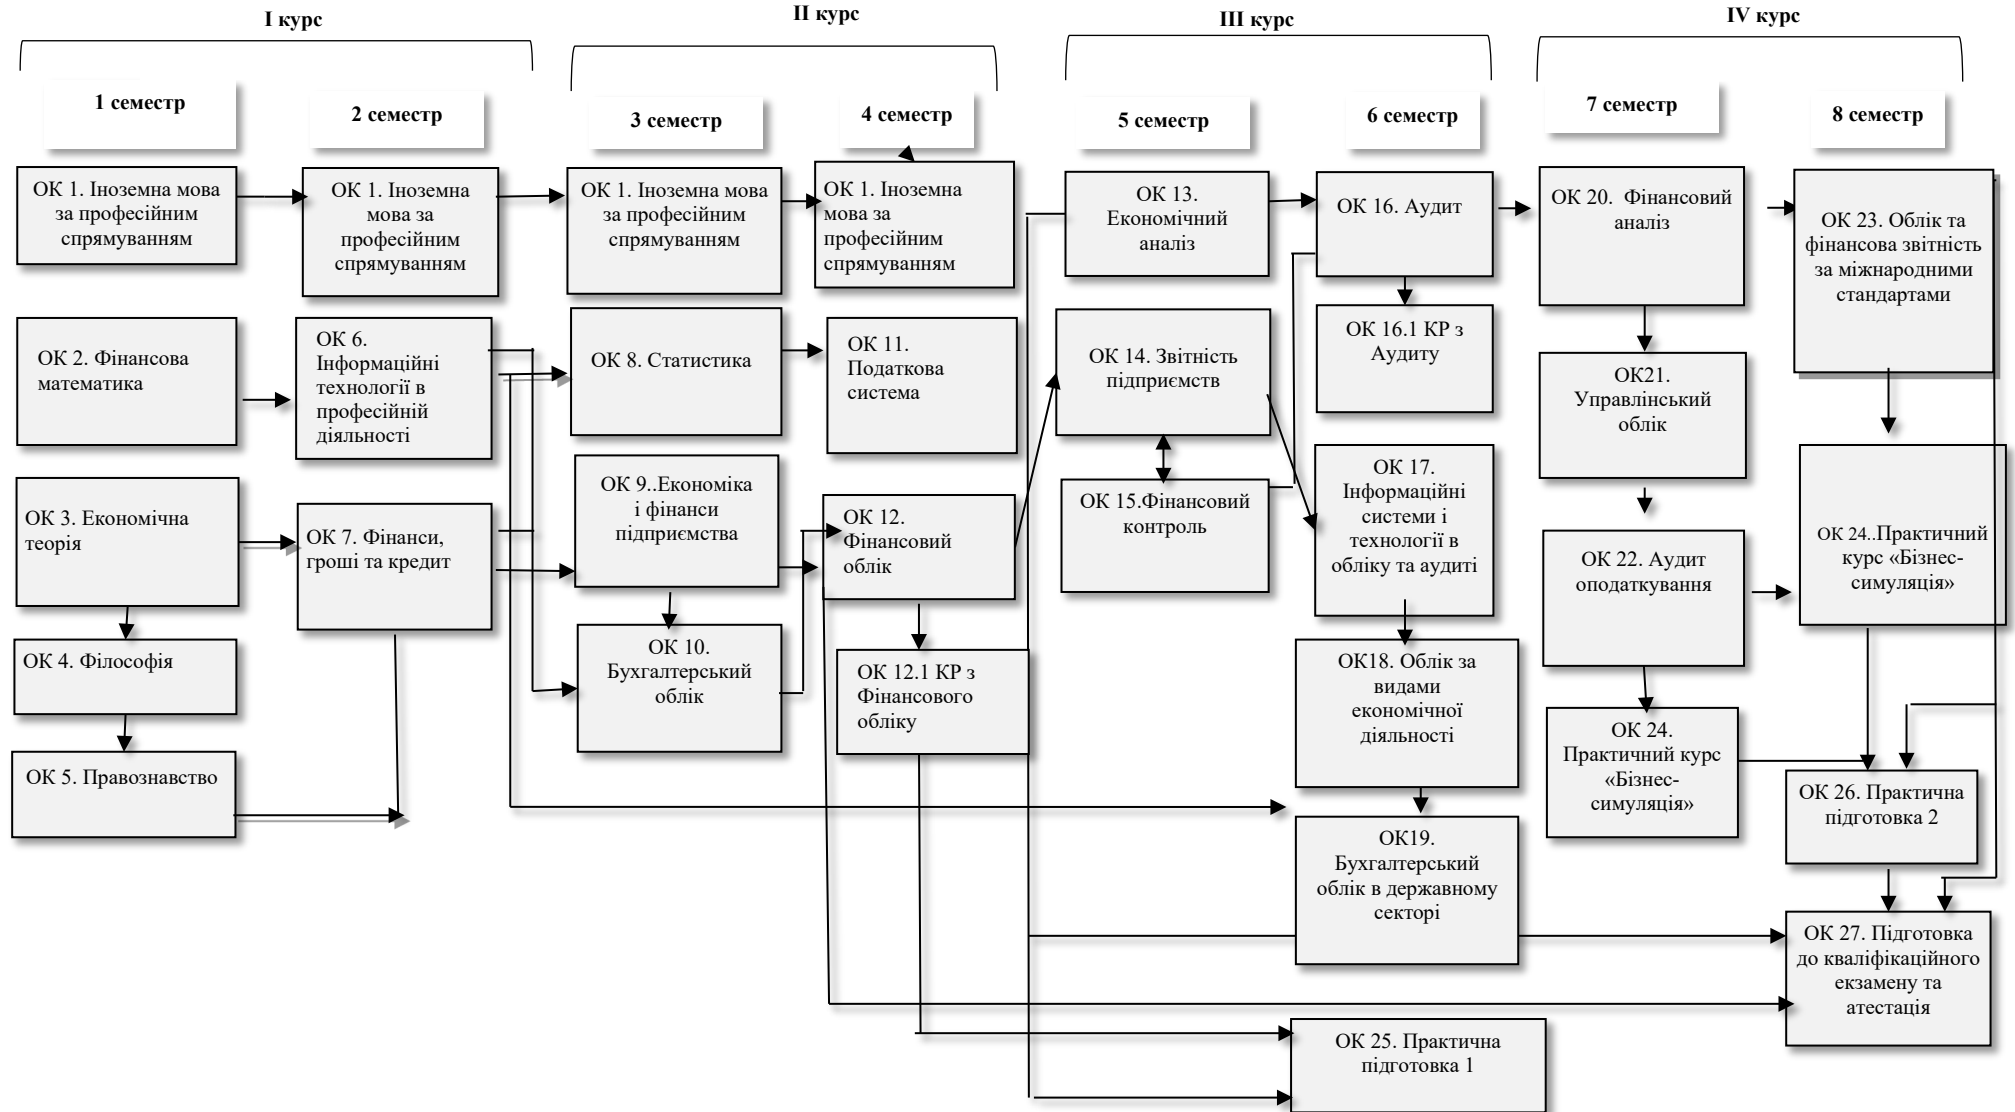 I курс
II курс
III курс
IV курс
1 семестр
2 семестр
3 семестр
4 семестр
5 семестр
6 семестр
7 семестр
8 семестр
ОК 1. Іноземна мова
за професійним
спрямуванням
ОК 1. Іноземна
мова за
професійним
спрямуванням
ОК 1. Іноземна мова
за професійним
спрямуванням
ОК 1. Іноземна
мова за
професійним
спрямуванням
ОК 13.
Економічний
аналіз
ОК 16. Аудит
ОК 20.  Фінансовий
аналіз
ОК 23. Облік та
фінансова звітність
за міжнародними
стандартами
ОК 2. Фінансова
математика
ОК 6.
Інформаційні
технології в
професійній
діяльності
ОК 8. Статистика
ОК 11.
Податкова
система
ОК 14. Звітність
підприємств
ОК 16.1 КР з
Аудиту
ОК21.
Управлінський
облік
ОК 3. Економічна
теорія
ОК 7. Фінанси,
гроші та кредит
ОК 9..Економіка
і фінанси
підприємства
ОК 12.
Фінансовий
облік
ОК 15.Фінансовий
контроль
ОК 17.
Інформаційні
системи і
технології в
обліку та аудиті
ОК 22. Аудит
оподаткування
ОК 24..Практичний
курс «Бізнес-
симуляція»
ОК 4. Філософія
ОК 10.
Бухгалтерський
облік
ОК 12.1 КР з
Фінансового
обліку
ОК18. Облік за
видами
економічної
діяльності
ОК 24.
Практичний курс
«Бізнес-
симуляція»
ОК 5. Правознавство
ОК 26. Практична
підготовка 2
ОК19.
Бухгалтерський
облік в державному
секторі
ОК 27. Підготовка
до кваліфікаційного
екзамену та
атестація
ОК 25. Практична
підготовка 1